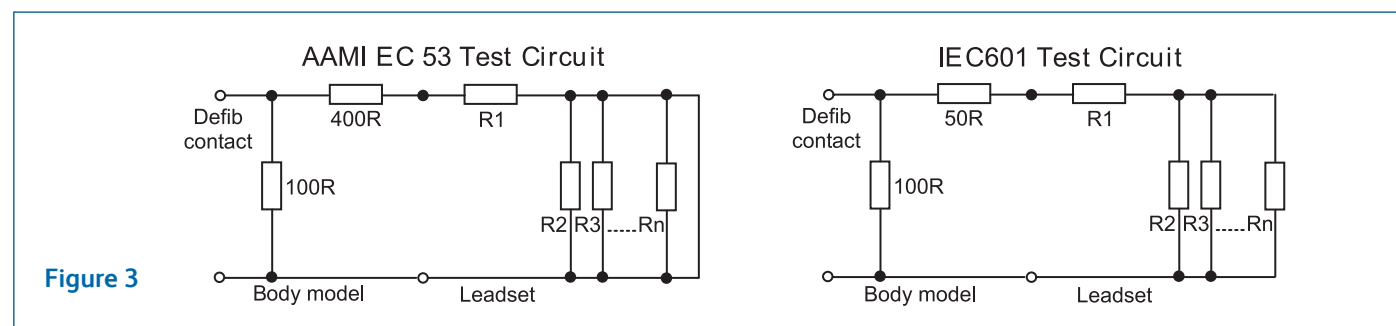 AAMI EC 53 Test Circuit
Defib
contact
400R
R1
100R
R2 R3 .....Rn
Body model
Leadset
IEC601 Test Circuit
Defib
contact
50R
R1
100R
R2 R3 .....Rn
Body model
Leadset
Figure 3